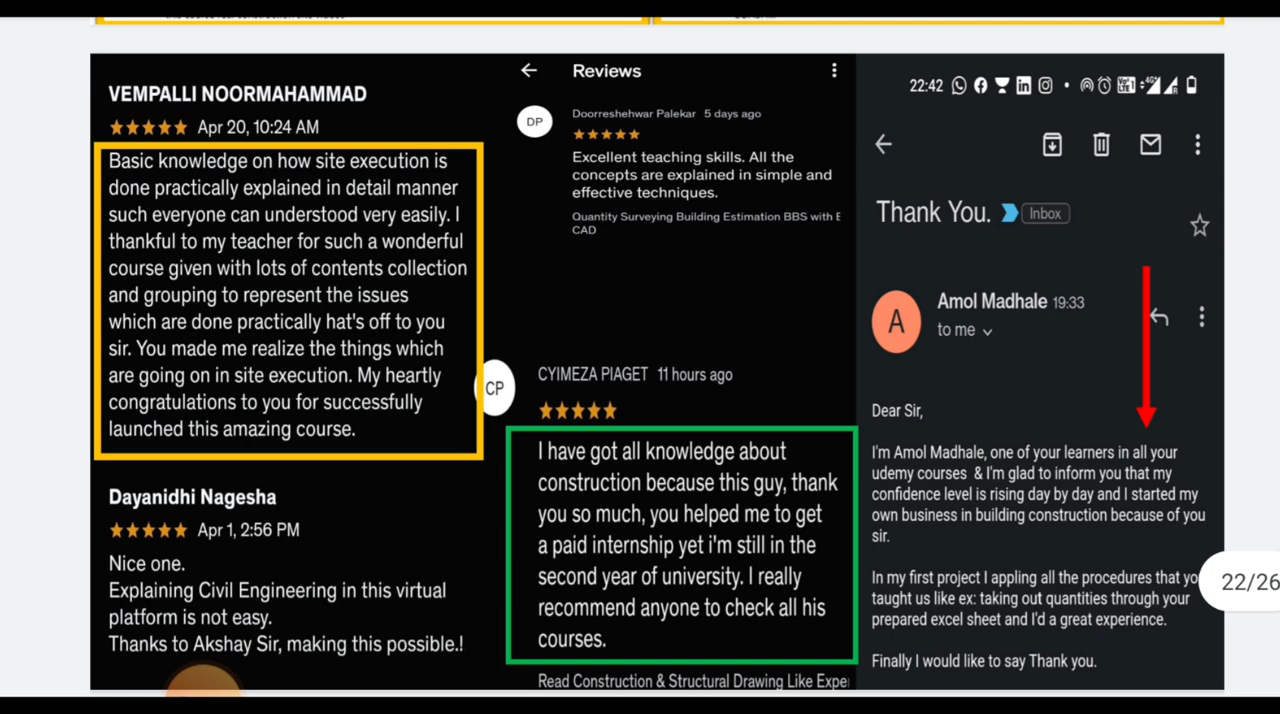 VEMPALLI NOORMAHAMMAD
Apr 20, 10:24 AM
Basic knowledge on how site execution is
done practically explained in detail manner
such everyone can understood very easily. I
thankful to my teacher for such a wonderful
course given with lots of contents collection
and grouping to represent the issues
which are done practically hat's off to you
sir. You made me realize the things which
are going on in site execution. My heartly
congratulations to you for successfully
launched this amazing course.
Dayanidhi Nagesha
Apr 1, 2:56 PM
Nice one.
Explaining Civil Engineering in this virtual
platform is not easy.
Thanks to Akshay Sir, making this possible.!
Reviews
DP
Doorreshehwar Palekar 5 days ago
Excellent teaching skills. All the
concepts are explained in simple and
effective techniques.
Quantity Surveying Building Estimation BBS with
CAD
CP
CYIMEZA PIAGET 11 hours ago
I have got all knowledge about
construction because this guy, thank
you so much, you helped me to get
a paid internship yet i'm still in the
second year of university. I really
recommend anyone to check all his
courses.
Read Construction & Structural Drawing Like Expe
22:42
Thank You. Inbox
A
Amol Madhale 19:33
to me
Dear Sir,
I'm Amol Madhale, one of your learners in all your
udemy courses & I'm glad to inform you that my
confidence level is rising day by day and I started my
own business in building construction because of you
sir.
In my first project I appling all the procedures that yo
taught us like ex: taking out quantities through your
prepared excel sheet and I'd a great experience.
Finally I would like to say Thank you.
22/26